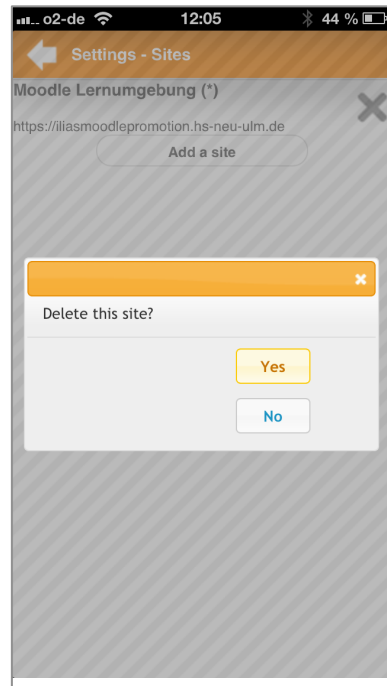 o2-de 12:05 44 %
Settings - Sites
Moodle Lernumgebung (*)
https://iliasmoodlepromotion.hs-neu-ulm.de
Add a site
Delete this site?
Yes
No